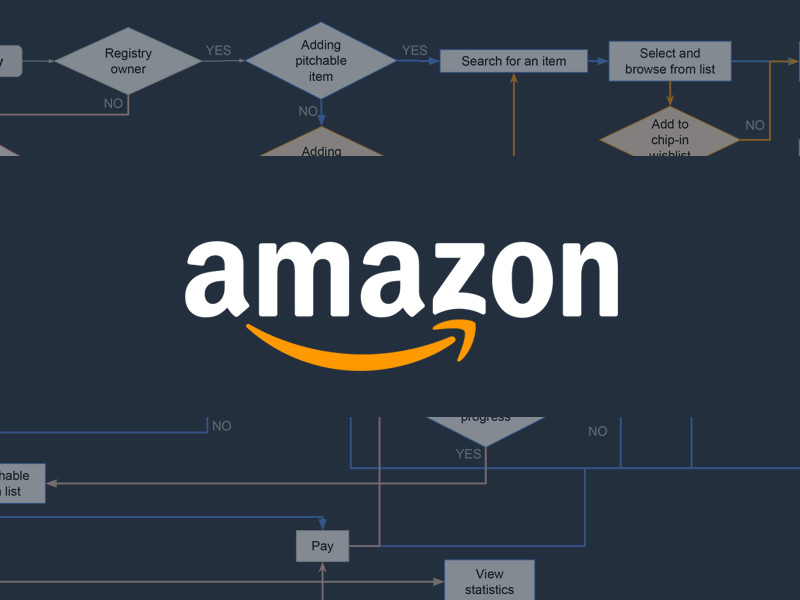 YES
YES
Registry
owner
Adding
pitchable
item
Search for an item
Select and
browse from list
NO
NO
Adding
Add to
chip-in
wishlist
NO
amazon
progress
NO
NO
YES
list
Pay
View
statistics